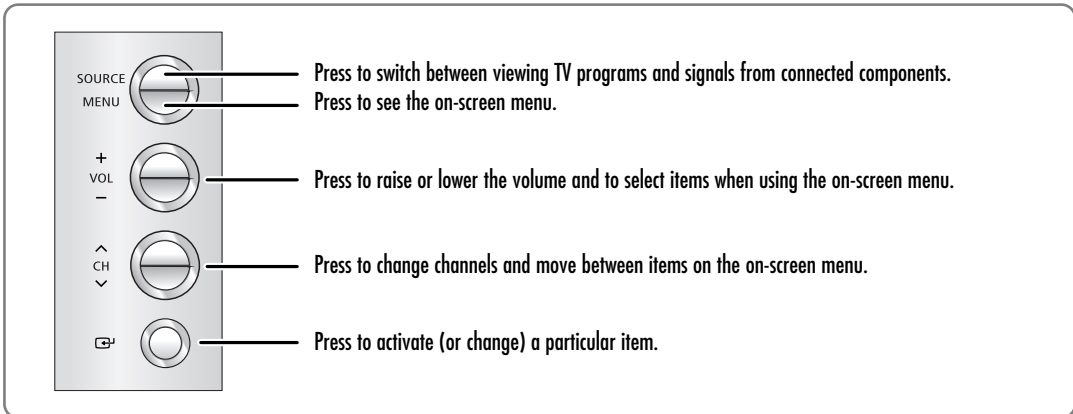 SOURCE
Press to switch between viewing TV programs and signals from connected components.
MENU
Press to see the on-screen menu.
+
VOL
−
Press to raise or lower the volume and to select items when using the on-screen menu.
CH
Press to change channels and move between items on the on-screen menu.
Press to activate (or change) a particular item.